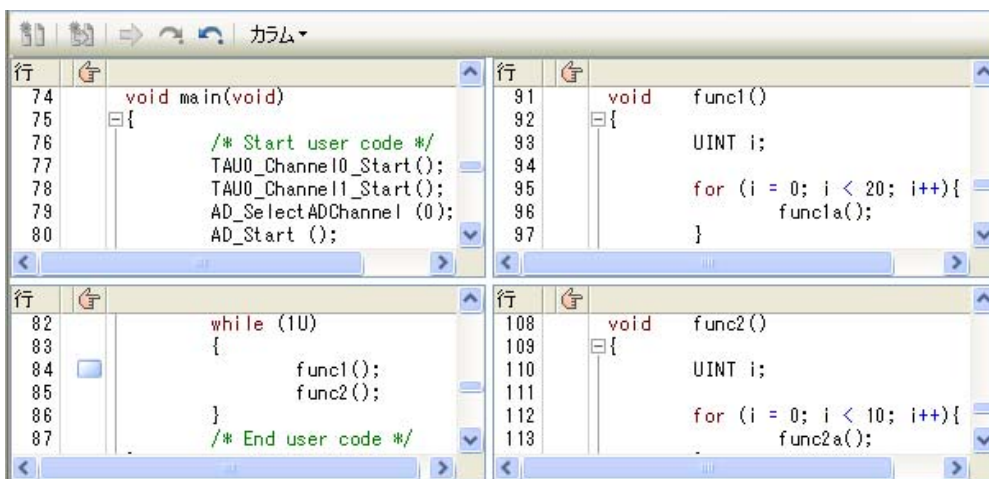 カラム
行
74 void main(void)
75 {
76 /* Start user code */
77 TAU0_Channel0_Start();
78 TAU0_Channel1_Start();
79 AD_SelectADChannel (0);
80 AD_Start ();
行
91 void func1()
92 {
93 UINT i;
94
95 for (i = 0; i < 20; i++){
96 func1a();
97 }
行
82 while (1U)
83 {
84 func1();
85 func2();
86 }
87 /* End user code */
行
108 void func2()
109 {
110 UINT i;
111
112 for (i = 0; i < 10; i++){
113 func2a();